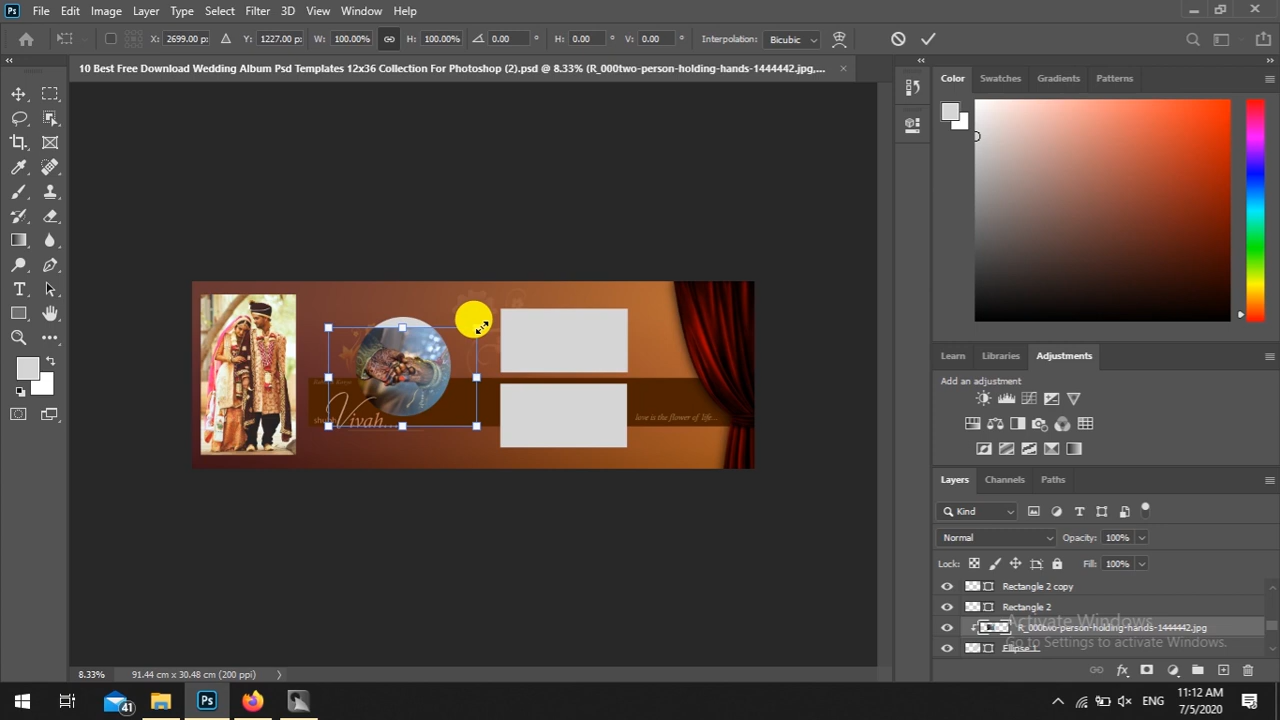 Ps File Edit Image Layer Type Select Filter 3D View Window Help
X: 2699.00 p: Y: 1227.00 p: W: 100.00% H: 100.00% 0.00 ° H: 0.00 ° V: 0.00 ° Interpolation: Bicubic
10 Best Free Download Wedding Album Psd Templates 12x36 Collection For Photoshop (2).psd @ 8.33% (R_000two-person-holding-hands-1444442.jpg,...
Color Swatches Gradients Patterns
love is the flower of life...
shubh Vivah...
Learn Libraries Adjustments
Add an adjustment
Layers Channels Paths
Kind
Normal Opacity: 100%
Lock: Fill: 100%
Rectangle 2 copy
Rectangle 2
R_000two-person-holding-hands-1444442.jpg
Ellipse 1
Activate Windows
Go to Settings to activate Windows.
8.33% 91.44 cm x 30.48 cm (200 ppi)
41 Ps ENG 11:12 AM
7/5/2020